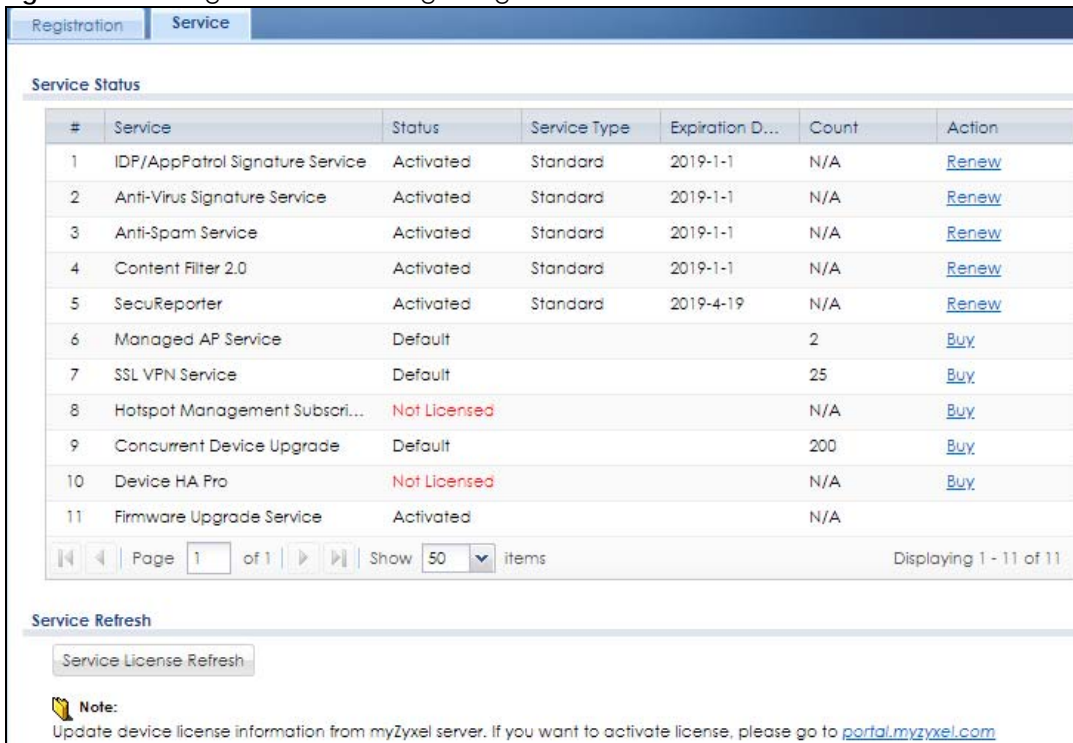 Registration Service
Service Status
# Service Status Service Type Expiration D... Count Action
1 IDP/AppPatrol Signature Service Activated Standard 2019-1-1 N/A Renew
2 Anti-Virus Signature Service Activated Standard 2019-1-1 N/A Renew
3 Anti-Spam Service Activated Standard 2019-1-1 N/A Renew
4 Content Filter 2.0 Activated Standard 2019-1-1 N/A Renew
5 SecuReporter Activated Standard 2019-4-19 N/A Renew
6 Managed AP Service Default 2 Buy
7 SSL VPN Service Default 25 Buy
8 Hotspot Management Subscri... Not Licensed N/A Buy
9 Concurrent Device Upgrade Default 200 Buy
10 Device HA Pro Not Licensed N/A Buy
11 Firmware Upgrade Service Activated N/A
Page 1 of 1 Show 50 items Displaying 1 - 11 of 11
Service Refresh
Service License Refresh
Note:
Update device license information from myZyxel server. If you want to activate license, please go to portal.myzyxel.com